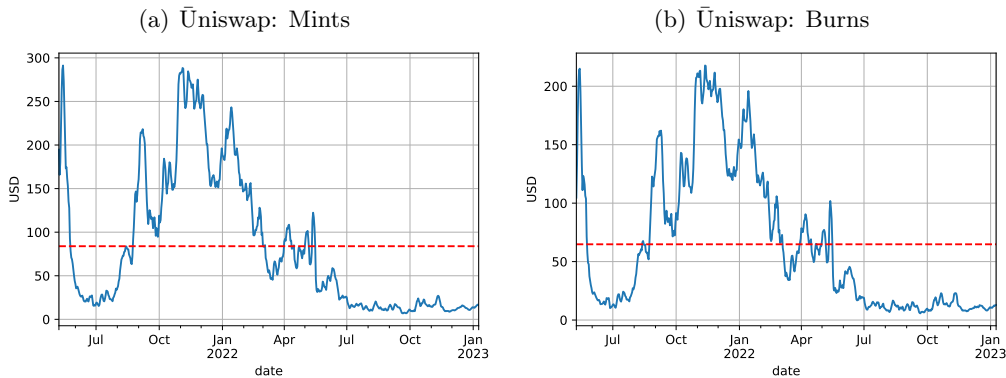 (a) Ūniswap: Mints
300
250
200
150
100
50
0
USD
Jul
Oct
Jan
2022
Apr
Jul
Oct
Jan
2023
date
(b) Ūniswap: Burns
200
150
100
50
0
USD
Jul
Oct
Jan
2022
Apr
Jul
Oct
Jan
2023
date